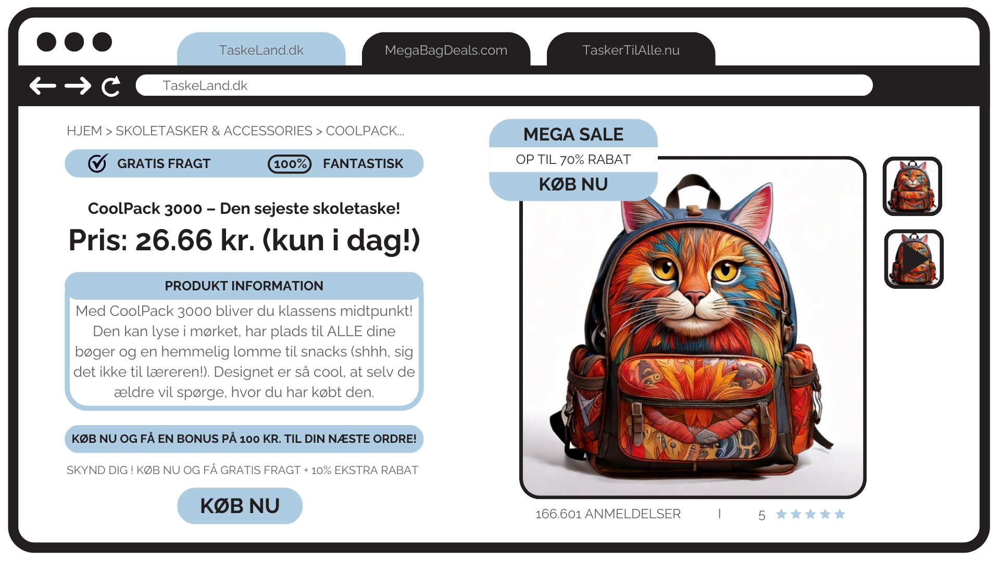 TaskeLand.dk
MegaBagDeals.com
TaskerTilAlle.nu
TaskeLand.dk
HJEM > SKOLETASKER & ACCESSORIES > COOLPACK...
GRATIS FRAGT
100% FANTASTISK
CoolPack 3000 – Den sejeste skoletaske!
Pris: 26.66 kr. (kun i dag!)
PRODUKT INFORMATION
Med CoolPack 3000 bliver du klassens midtpunkt!
Den kan lyse i mørket, har plads til ALLE dine
bøger og en hemmelig lomme til snacks (shhh, sig
det ikke til læreren!). Designet er så cool, at selv de
ældre vil spørge, hvor du har købt den.
KØB NU OG FÅ EN BONUS PÅ 100 KR. TIL DIN NÆSTE ORDRE!
SKYND DIG ! KØB NU OG FÅ GRATIS FRAGT + 10% EKSTRA RABAT
KØB NU
MEGA SALE
OP TIL 70% RABAT
KØB NU
166.601 ANMELDELSER I 5